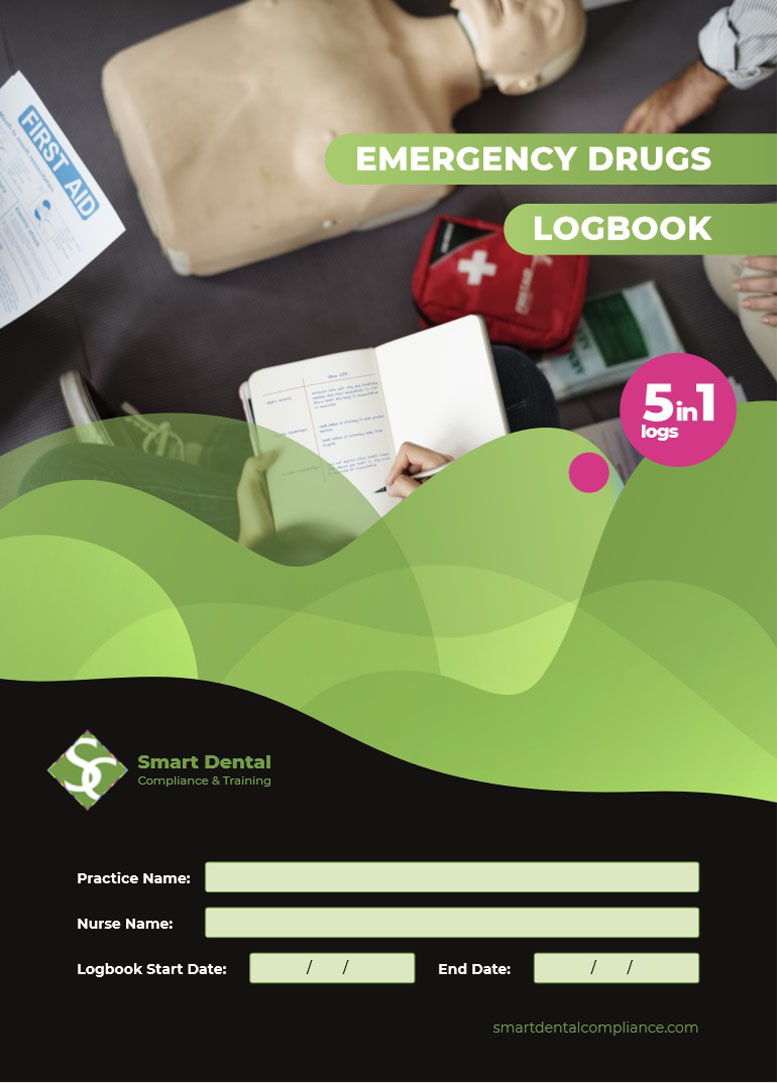 FIRST AID
EMERGENCY DRUGS
LOGBOOK
5in1
logs
SC
Smart Dental
Compliance & Training
Practice Name:
Nurse Name:
Logbook Start Date: / / End Date: / /
smartdentalcompliance.com